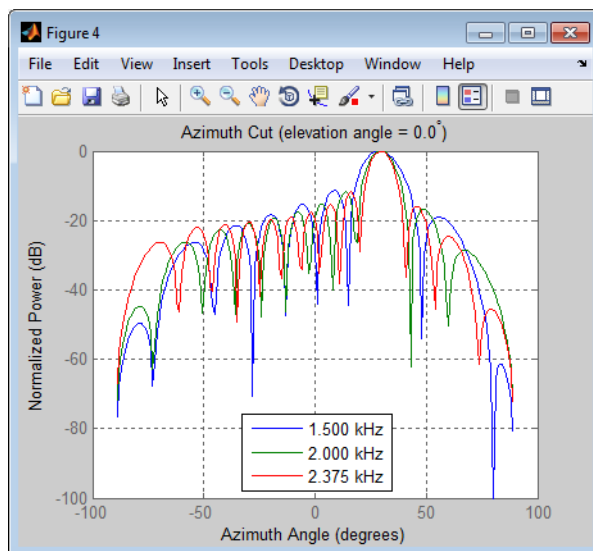 Figure 4
File Edit View Insert Tools Desktop Window Help
Azimuth Cut (elevation angle = 0.0°)
0
-20
-40
-60
-80
-100
Normalized Power (dB)
1.500 kHz
2.000 kHz
2.375 kHz
-100 -50 0 50 100
Azimuth Angle (degrees)